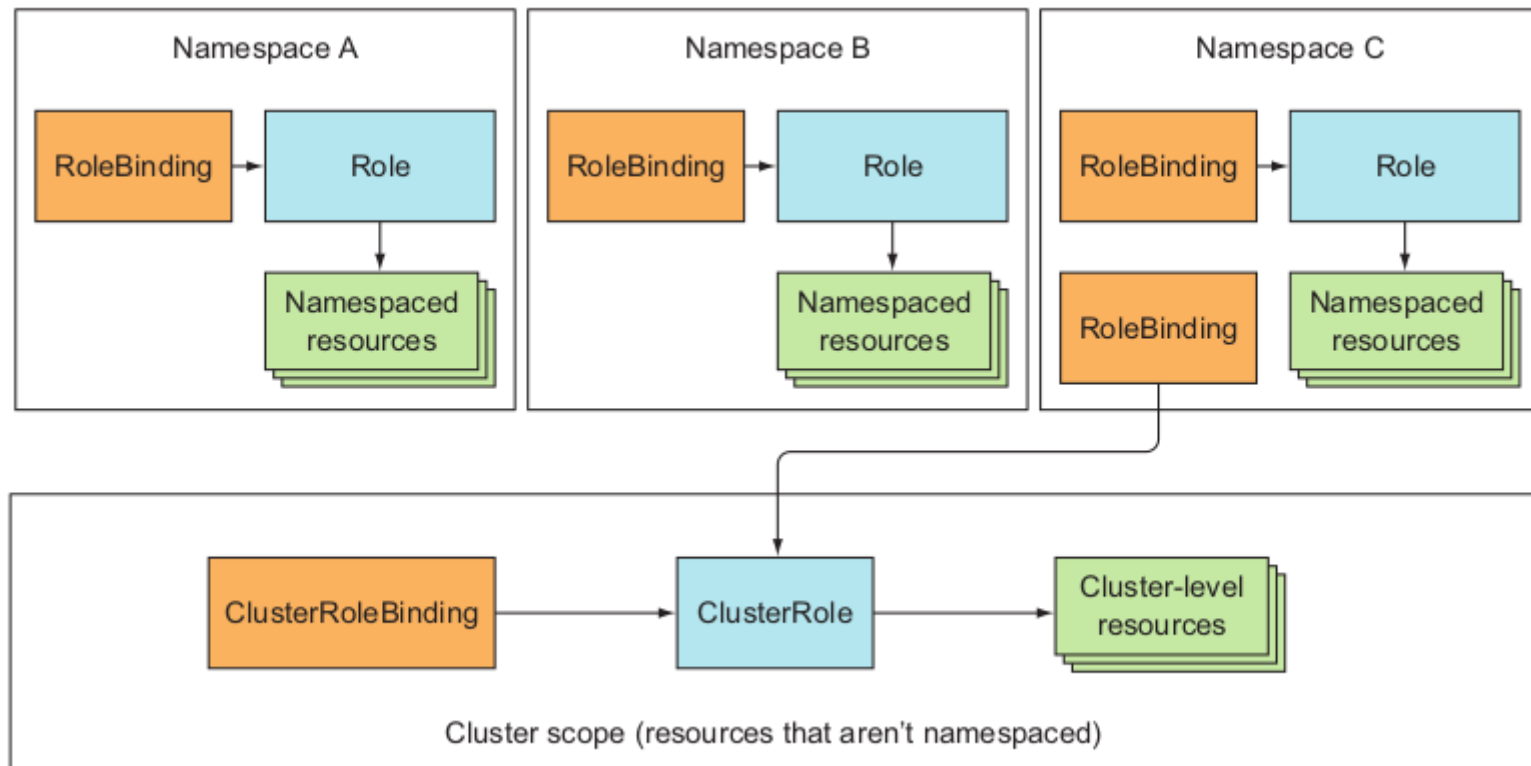 Namespace A
RoleBinding
Role
Namespaced
resources
Namespace B
RoleBinding
Role
Namespaced
resources
Namespace C
RoleBinding
Role
RoleBinding
Namespaced
resources
ClusterRoleBinding
ClusterRole
Cluster-level
resources
Cluster scope (resources that aren't namespaced)